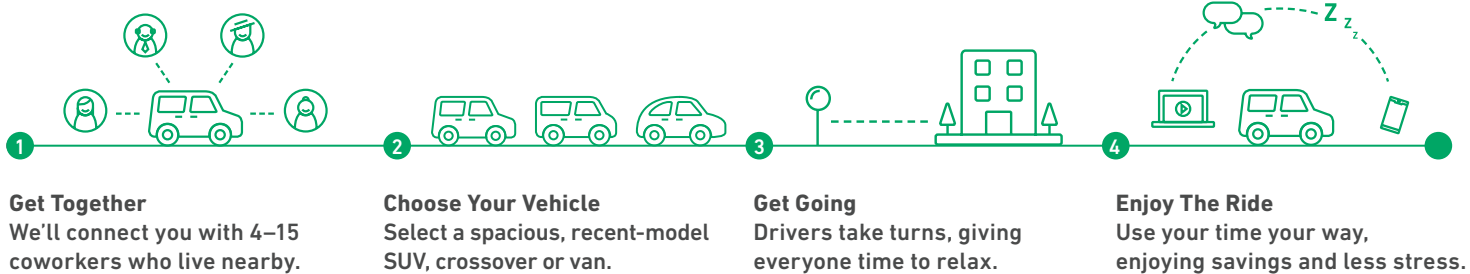 Z z z
1
Get Together
We’ll connect you with 4–15
coworkers who live nearby.
2
Choose Your Vehicle
Select a spacious, recent-model
SUV, crossover or van.
3
Get Going
Drivers take turns, giving
everyone time to relax.
4
Enjoy The Ride
Use your time your way,
enjoying savings and less stress.